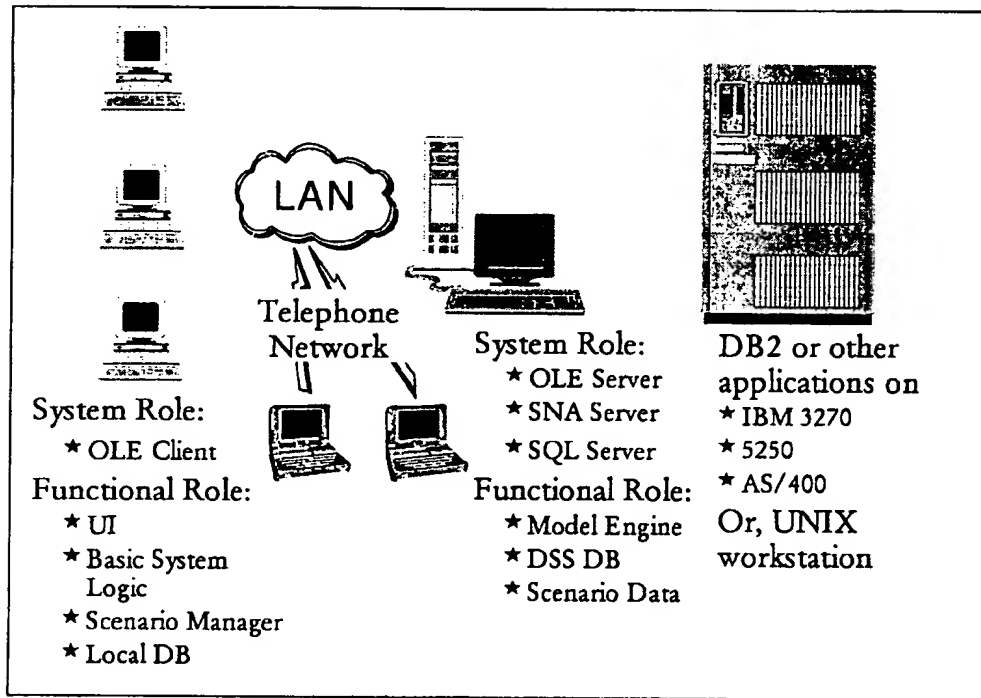 LAN
Telephone
Network
System Role:
★ OLE Client
Functional Role:
★ UI
★ Basic System
Logic
★ Scenario Manager
★ Local DB
System Role:
★ OLE Server
★ SNA Server
★ SQL Server
Functional Role:
★ Model Engine
★ DSS DB
★ Scenario Data
DB2 or other
applications on
★ IBM 3270
★ 5250
★ AS/400
Or, UNIX
workstation